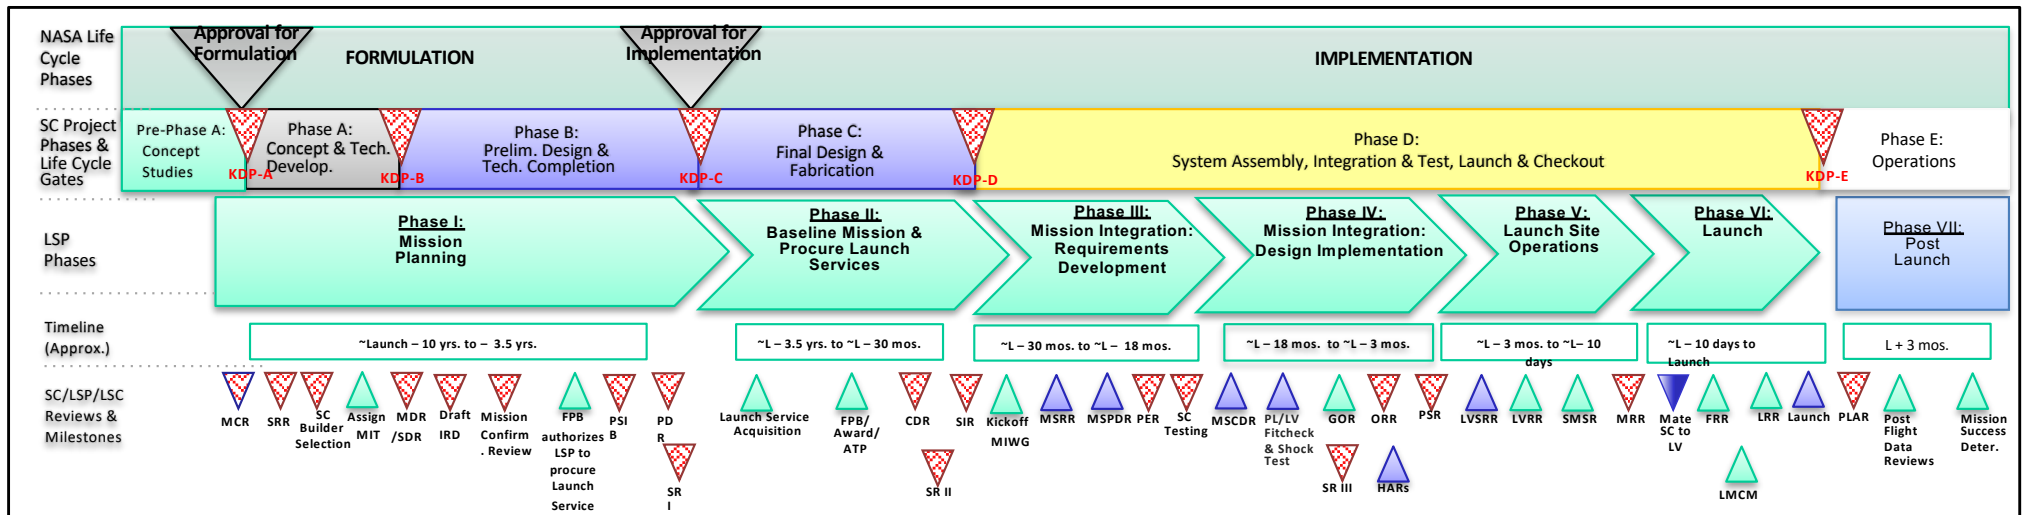 NASA Life
Cycle
Phases
Approval for
Formulation
FORMULATION
Approval for
Implementation
IMPLEMENTATION
SC Project
Phases &
Life Cycle
Gates
Pre-Phase A:
Concept
Studies
KDP-A
Phase A:
Concept & Tech.
Develop.
KDP-B
Phase B:
Prelim. Design &
Tech. Completion
KDP-C
Phase C:
Final Design &
Fabrication
KDP-D
Phase D:
System Assembly, Integration & Test, Launch & Checkout
KDP-E
Phase E:
Operations
LSP
Phases
Phase I:
Mission
Planning
Phase II:
Baseline Mission &
Procure Launch
Services
Phase III:
Mission Integration:
Requirements
Development
Phase IV:
Mission Integration:
Design Implementation
Phase V:
Launch Site
Operations
Phase VI:
Launch
Phase VII:
Post
Launch
Timeline
(Approx.)
~Launch – 10 yrs. to – 3.5 yrs.
~L – 3.5 yrs. to ~L – 30 mos.
~L – 30 mos. to ~L – 18 mos.
~L – 18 mos. to ~L – 3 mos.
~L – 3 mos. to ~L– 10
days
~L – 10 days to
Launch
L + 3 mos.
SC/LSP/LSC
Reviews &
Milestones
MCR
SRR
SC
Builder
Selection
Assign
MIT
MDR
/SDR
Draft
IRD
Mission
Confirm
. Review
FPB
authorizes
LSP to
procure
Launch
Service
PSI
B
PD
R
SR
I
Launch Service
Acquisition
FPB/
Award/
ATP
CDR
SR II
SIR
Kickoff
MIWG
MSRR
MSPDR
PER
SC
Testing
MSCDR
PL/LV
Fitcheck
& Shock
Test
GOR
SR III
ORR
HARs
PSR
LVSRR
LVRR
SMSR
MRR
Mate
SC to
LV
FRR
LMCM
LRR
Launch
PLAR
Post
Flight
Data
Reviews
Mission
Success
Deter.